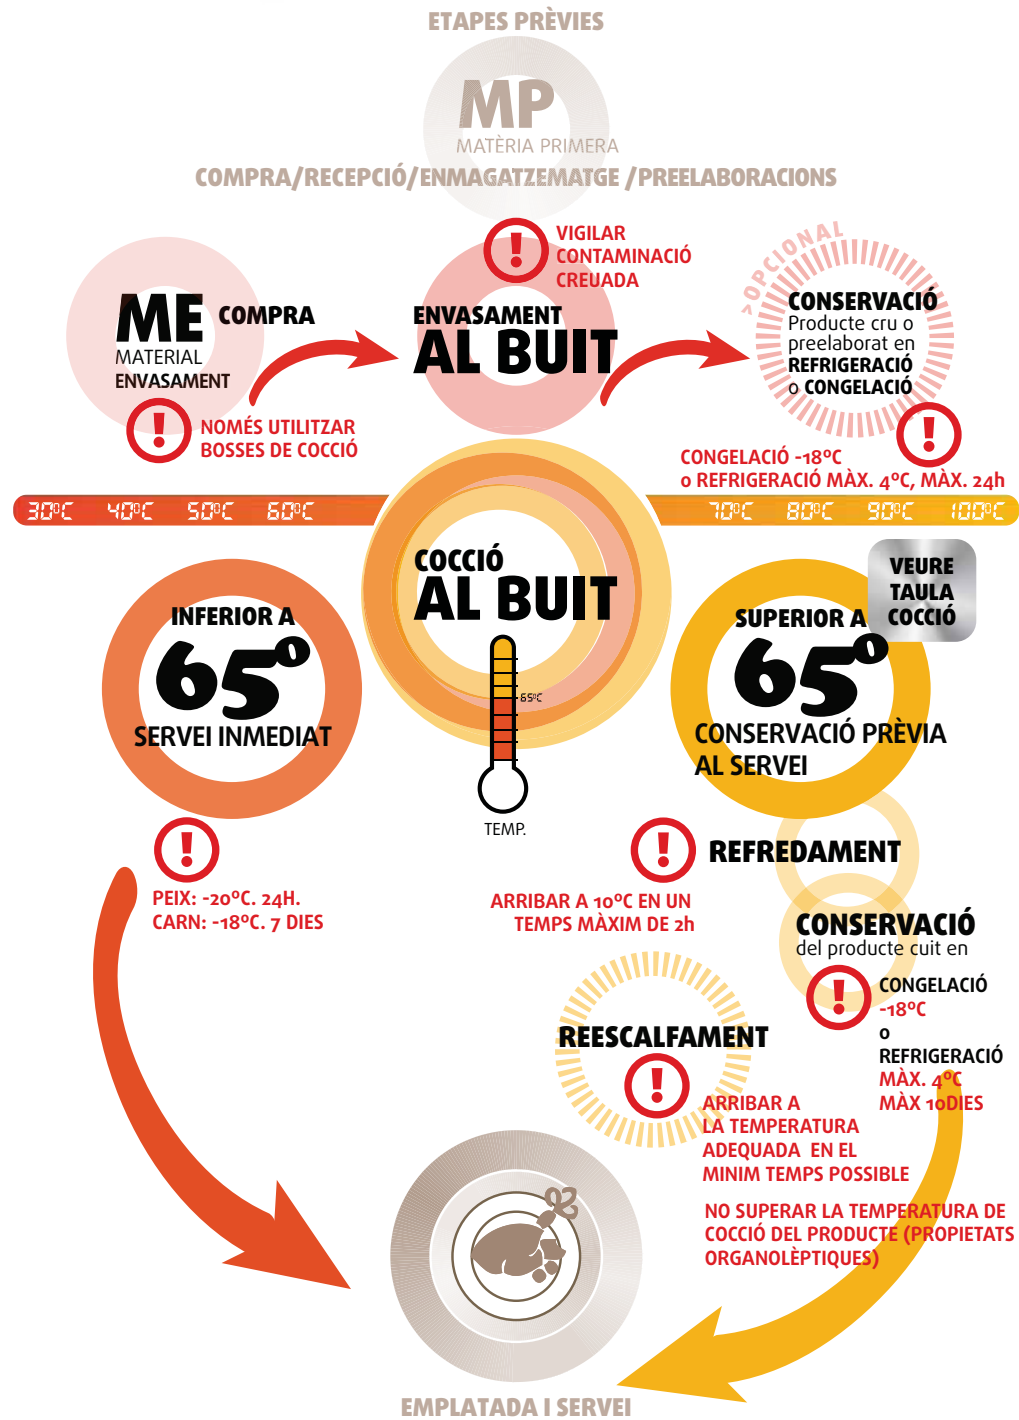 ETAPES PRÈVIES
MP
MATÈRIA PRIMERA
COMPRA/RECEPCIÓ/ENMAGATZEMATGE /PREELABORACIONS
VIGILAR
CONTAMINACIÓ
CREUADA
>OPCIONAL
ME COMPRA
MATERIAL
ENVASAMENT
NOMÉS UTILITZAR
BOSSES DE COCCIÓ
ENVASAMENT
AL BUIT
CONSERVACIÓ
Producte cru o
preelaborat en
REFRIGERACIÓ
o CONGELACIÓ
CONGELACIÓ -18ºC
o REFRIGERACIÓ MÀX. 4ºC, MÀX. 24h
30ºC 40ºC 50ºC 60ºC 70ºC 80ºC 90ºC 100ºC
COCCIÓ
AL BUIT
65ºC
TEMP.
INFERIOR A
65º
SERVEI INMEDIAT
VEURE
TAULA
COCCIÓ
SUPERIOR A
65º
CONSERVACIÓ PRÈVIA
AL SERVEI
PEIX: -20ºC. 24H.
CARN: -18ºC. 7 DIES
REFREDAMENT
ARRIBAR A 10ºC EN UN
TEMPS MÀXIM DE 2h
CONSERVACIÓ
del producte cuit en
CONGELACIÓ
-18ºC
o
REFRIGERACIÓ
MÀX. 4ºC
MÀX 10DIES
REESCALFAMENT
ARRIBAR A
LA TEMPERATURA
ADEQUADA EN EL
MINIM TEMPS POSSIBLE
NO SUPERAR LA TEMPERATURA DE
COCCIÓ DEL PRODUCTE (PROPIETATS
ORGANOLÈPTIQUES)
EMPLATADA I SERVEI